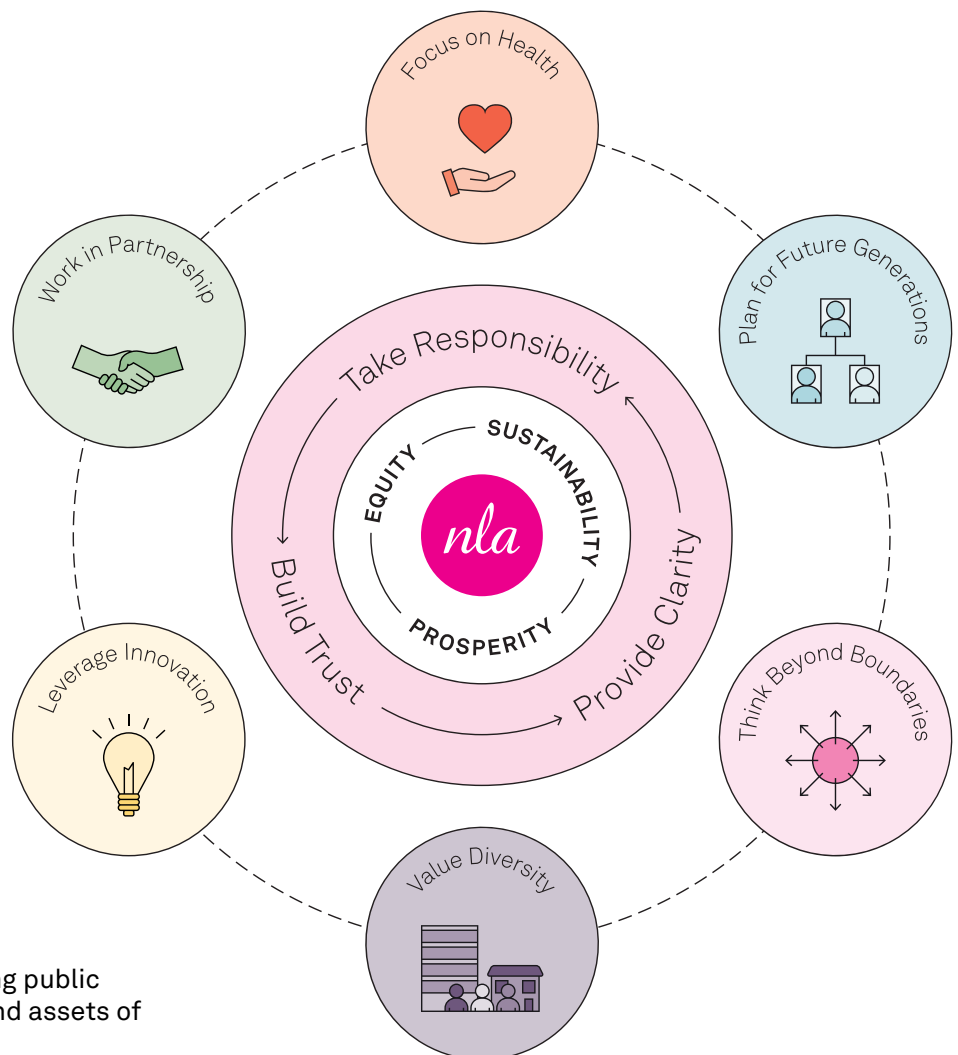 Focus on Health
Work in Partnership
Plan for Future Generations
Take Responsibility
EQUITY
SUSTAINABILITY
nla
PROSPERITY
Build Trust
Provide Clarity
Leverage Innovation
Think Beyond Boundaries
Value Diversity
public
assets of